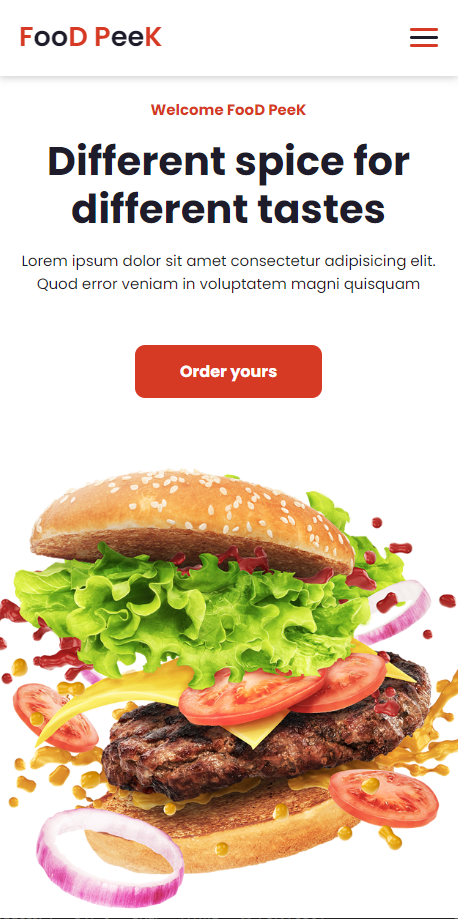 FooD PeeK
Welcome FooD PeeK
Different spice for
different tastes
Lorem ipsum dolor sit amet consectetur adipisicing elit.
Quod error veniam in voluptatem magni quisquam
Order yours